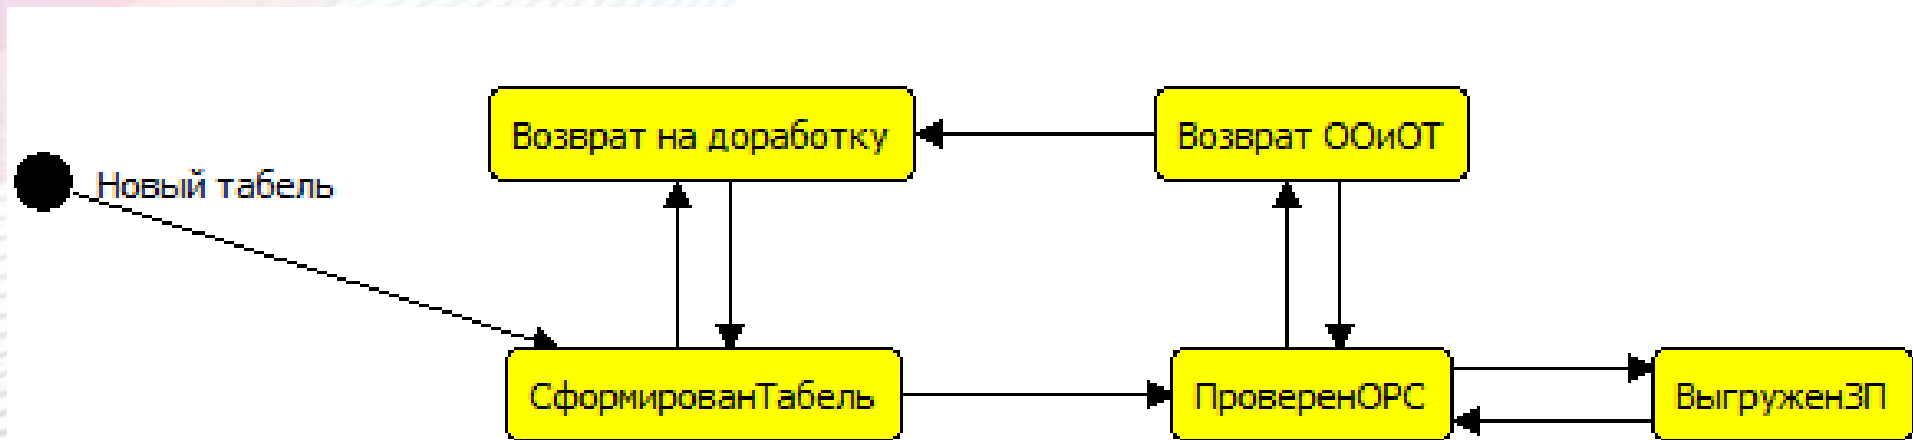 Возврат на доработку
Возврат ООиОТ
Новый табель
СформированТабель
ПроверенОРС
ВыгруженЗП